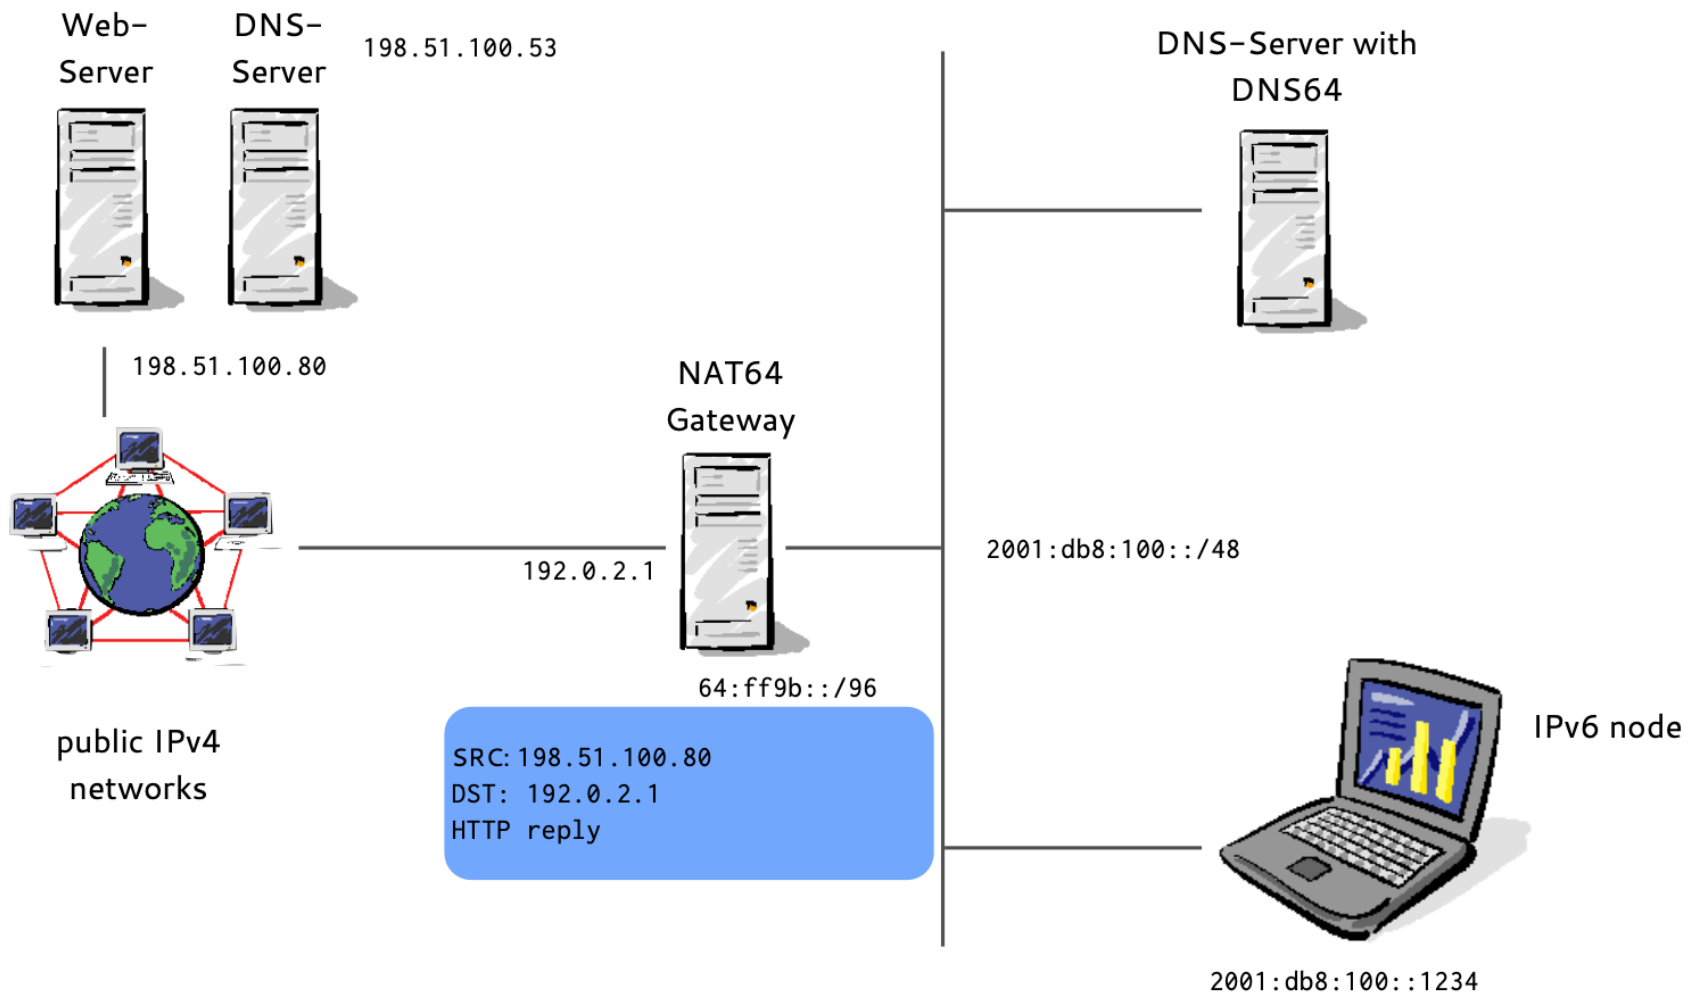 Web-
Server
DNS-
Server
198.51.100.53
DNS-Server with
DNS64
198.51.100.80
NAT64
Gateway
192.0.2.1
2001:db8:100::/48
64:ff9b::/96
public IPv4
networks
SRC: 198.51.100.80
DST: 192.0.2.1
HTTP reply
IPv6 node
2001:db8:100::1234